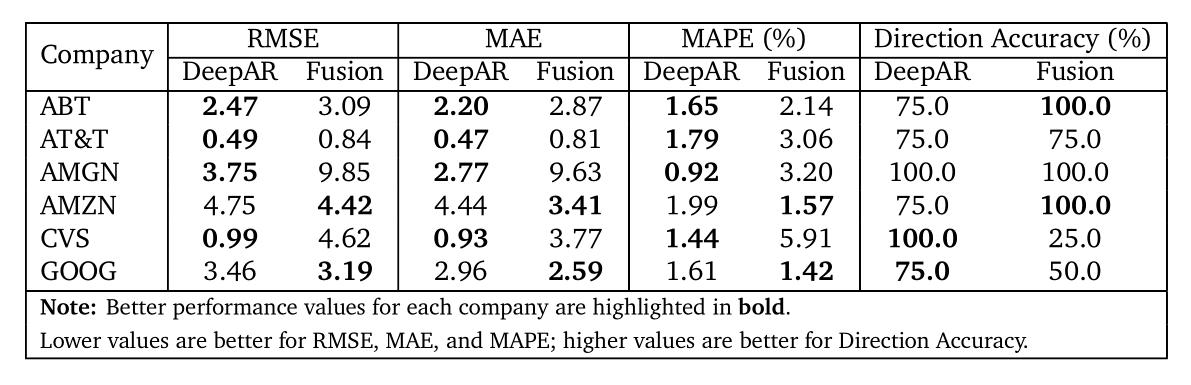 Company RMSE MAE MAPE (%) Direction Accuracy (%)
DeepAR Fusion DeepAR Fusion DeepAR Fusion DeepAR Fusion
ABT 2.47 3.09 2.20 2.87 1.65 2.14 75.0 100.0
AT&T 0.49 0.84 0.47 0.81 1.79 3.06 75.0 75.0
AMGN 3.75 9.85 2.77 9.63 0.92 3.20 100.0 100.0
AMZN 4.75 4.42 4.44 3.41 1.99 1.57 75.0 100.0
CVS 0.99 4.62 0.93 3.77 1.44 5.91 100.0 25.0
GOOG 3.46 3.19 2.96 2.59 1.61 1.42 75.0 50.0
Note: Better performance values for each company are highlighted in bold.
Lower values are better for RMSE, MAE, and MAPE; higher values are better for Direction Accuracy.